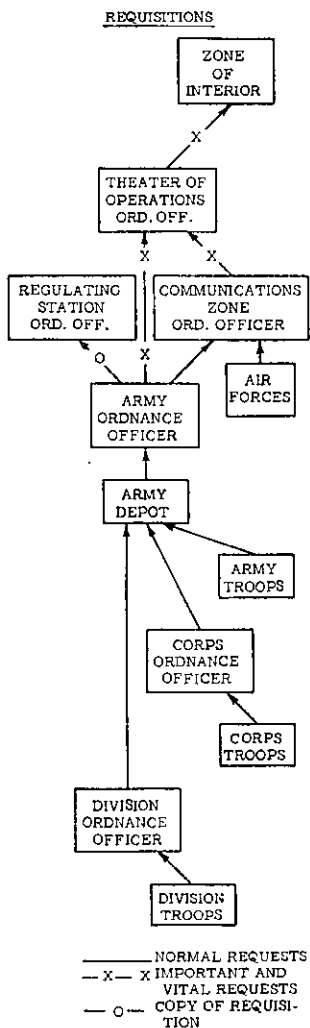 REQUISITIONS
ZONE
OF
INTERIOR
X
THEATER OF
OPERATIONS
ORD. OFF.
X
X
REGULATING
STATION
ORD. OFF.
COMMUNICATIONS
ZONE
ORD. OFFICER
O
X
AIR
FORCES
ARMY
ORDNANCE
OFFICER
ARMY
DEPOT
ARMY
TROOPS
CORPS
ORDNANCE
OFFICER
CORPS
TROOPS
DIVISION
ORDNANCE
OFFICER
DIVISION
TROOPS
NORMAL REQUESTS
— X — X IMPORTANT AND
VITAL REQUESTS
— O — COPY OF REQUISI-
TION